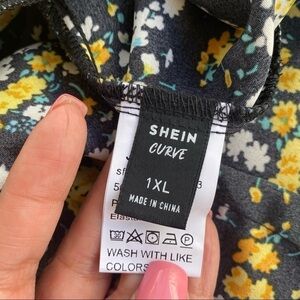 SHEIN
CURVE
1XL
MADE IN CHINA
WASH WITH LIKE
COLORS